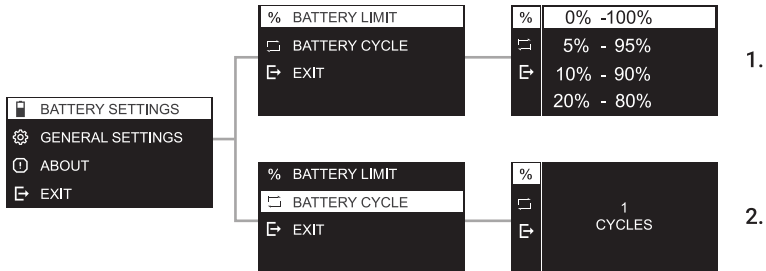 BATTERY SETTINGS
GENERAL SETTINGS
ABOUT
EXIT
% BATTERY LIMIT
BATTERY CYCLE
EXIT
% 0% -100%
5% - 95%
10% - 90%
20% - 80%
1.
% BATTERY LIMIT
BATTERY CYCLE
EXIT
%
1
CYCLES
2.